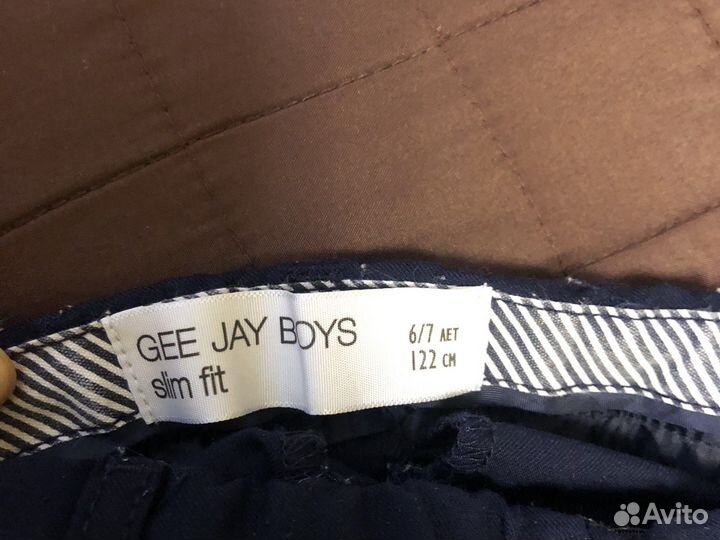 GEE JAY BOYS
slim fit
6/7 ЛЕТ
122 СМ
Avito